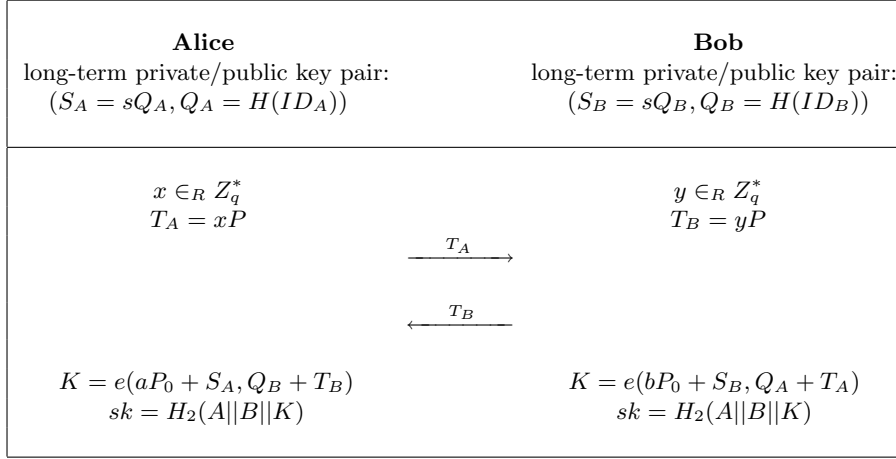 Alice Bob
long-term private/public key pair: long-term private/public key pair:
(S_A = sQ_A, Q_A = H(ID_A)) (S_B = sQ_B, Q_B = H(ID_B))
x ∈_R Z_q^* y ∈_R Z_q^*
T_A = xP T_B = yP
T_A
T_B
K = e(aP_0 + S_A, Q_B + T_B) K = e(bP_0 + S_B, Q_A + T_A)
sk = H_2(A||B||K) sk = H_2(A||B||K)